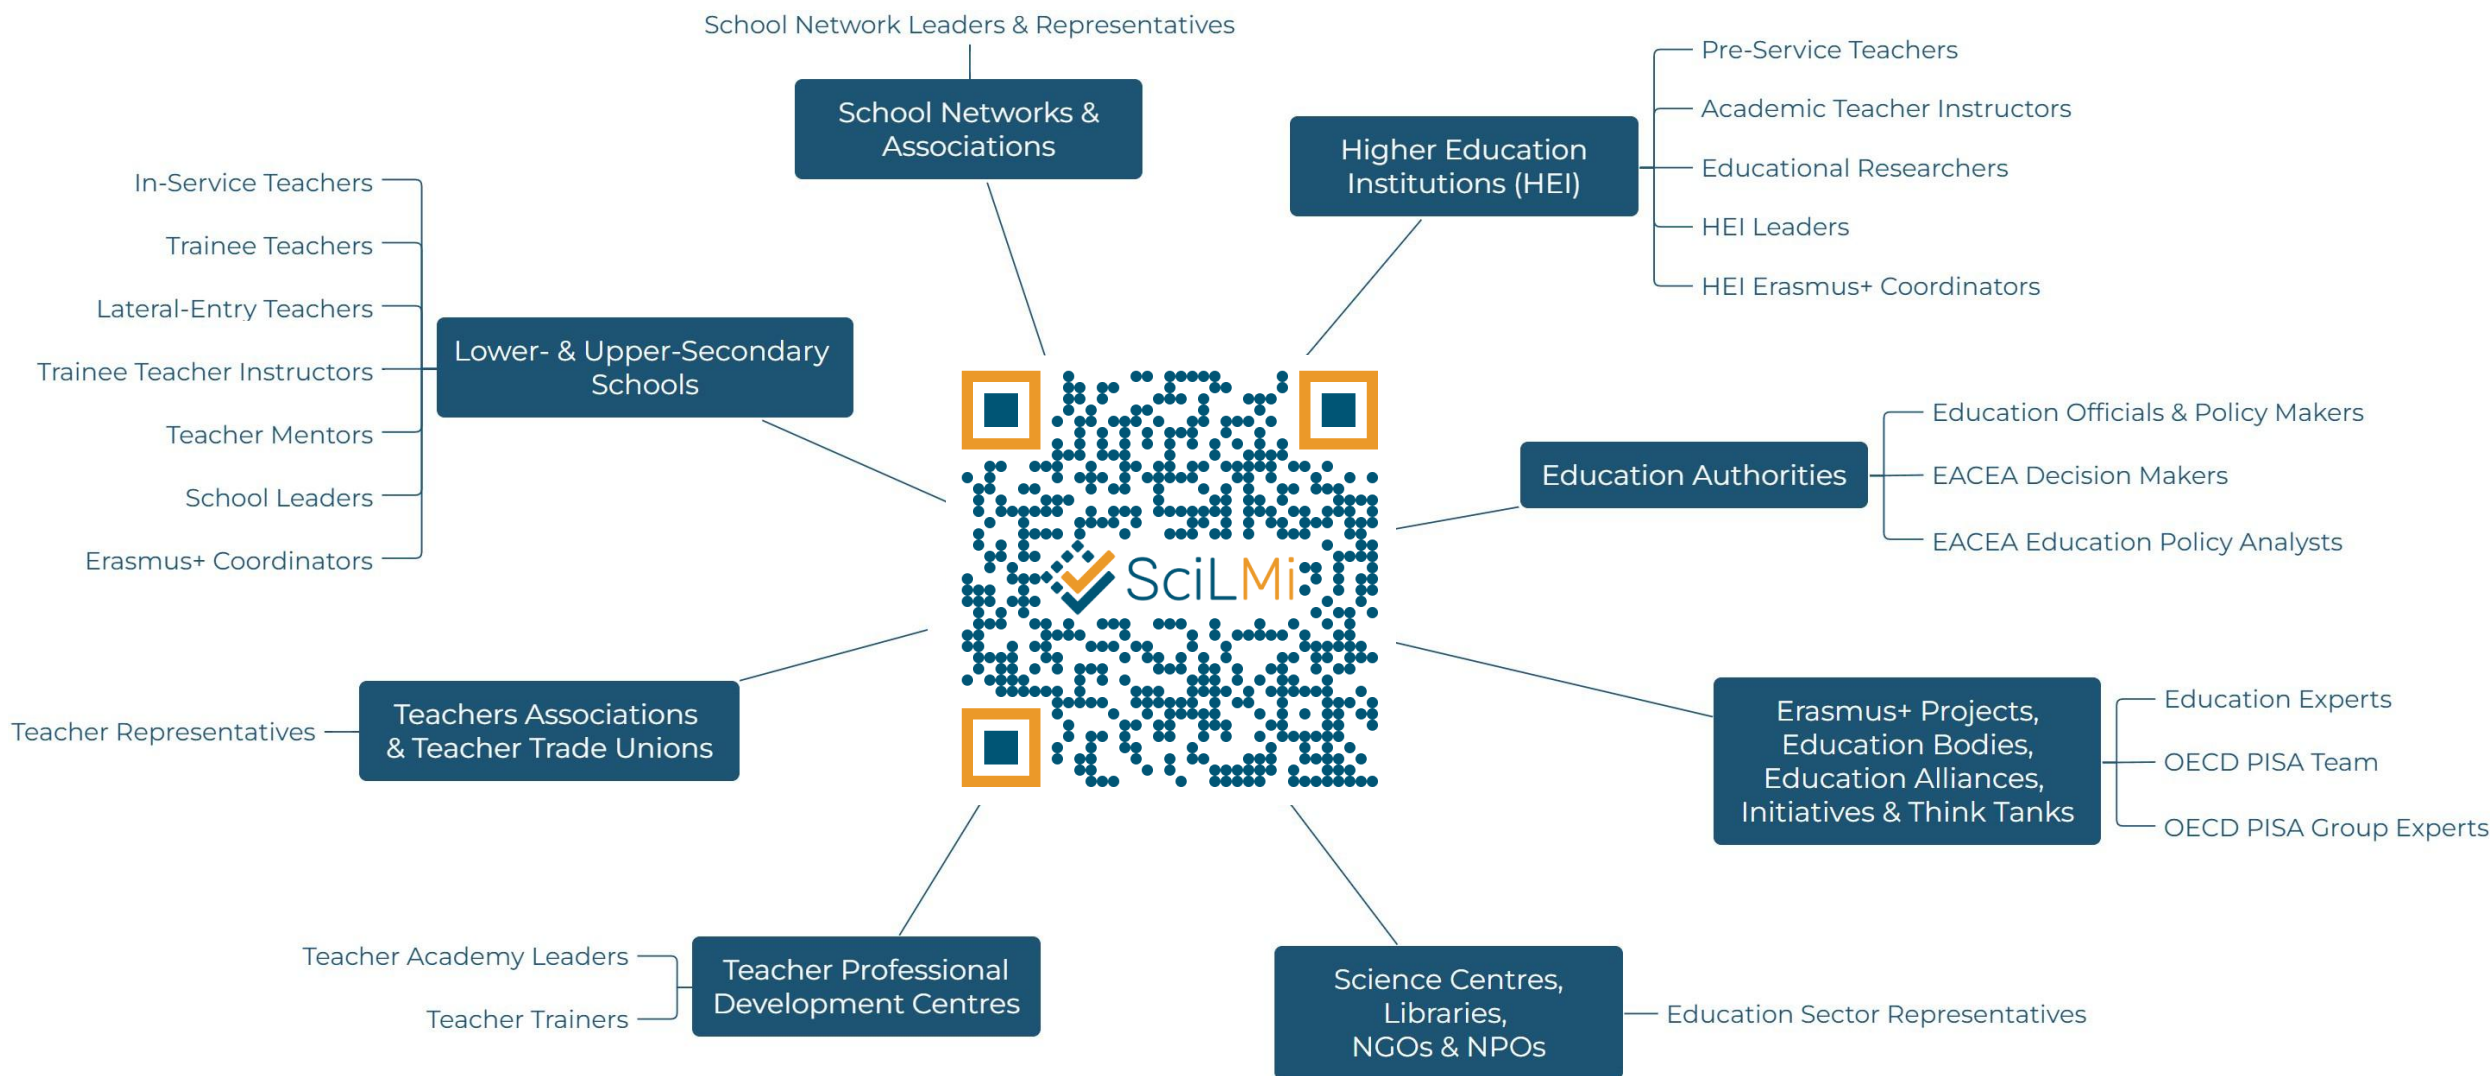 School Network Leaders & Representatives
School Networks &
Associations
Higher Education
Institutions (HEI)
Pre-Service Teachers
Academic Teacher Instructors
Educational Researchers
HEI Leaders
HEI Erasmus+ Coordinators
In-Service Teachers
Trainee Teachers
Lateral-Entry Teachers
Trainee Teacher Instructors
Teacher Mentors
School Leaders
Erasmus+ Coordinators
Lower- & Upper-Secondary
Schools
Education Authorities
Education Officials & Policy Makers
EACEA Decision Makers
EACEA Education Policy Analysts
SciLMi
Teacher Representatives
Teachers Associations
& Teacher Trade Unions
Erasmus+ Projects,
Education Bodies,
Education Alliances,
Initiatives & Think Tanks
Education Experts
OECD PISA Team
OECD PISA Group Experts
Teacher Academy Leaders
Teacher Trainers
Teacher Professional
Development Centres
Science Centres,
Libraries,
NGOs & NPOs
Education Sector Representatives